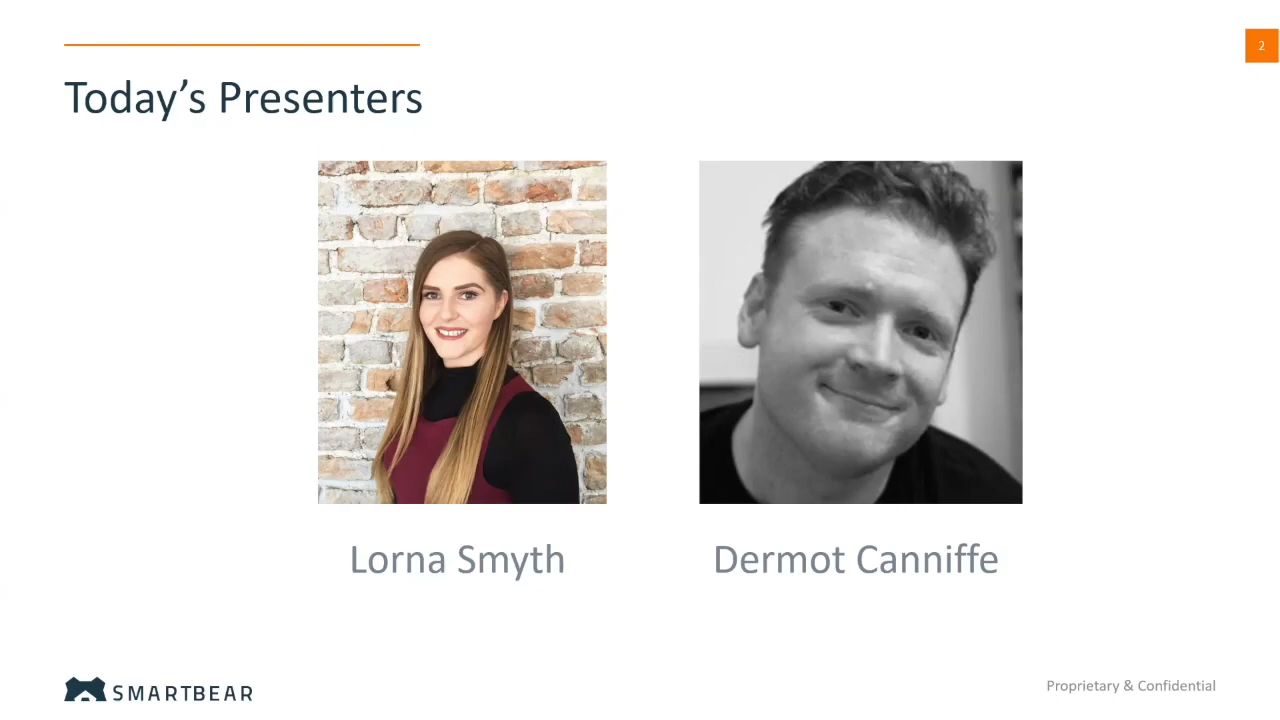 2
Today’s Presenters
Lorna Smyth
Dermot Canniffe
SMARTBEAR
Proprietary & Confidential